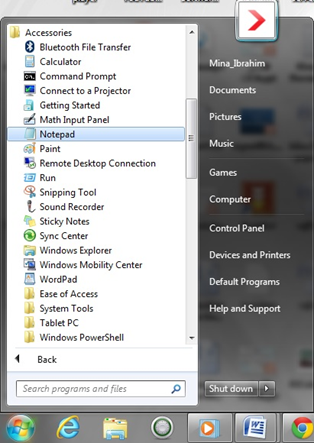 Accessories
Bluetooth File Transfer
Calculator
Command Prompt
Connect to a Projector
Getting Started
Math Input Panel
Notepad
Paint
Remote Desktop Connection
Run
Snipping Tool
Sound Recorder
Sticky Notes
Sync Center
Windows Explorer
Windows Mobility Center
WordPad
Ease of Access
System Tools
Tablet PC
Windows PowerShell
Back
Search programs and files
Mina_Ibrahim
Documents
Pictures
Music
Games
Computer
Control Panel
Devices and Printers
Default Programs
Help and Support
Shut down